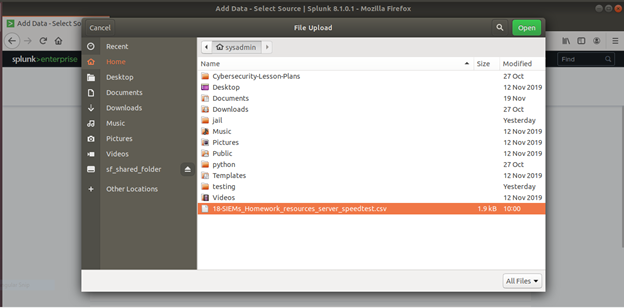 Add Data - Select Source | Splunk 8.1.0.1 - Mozilla Firefox
Add Data - Select So
Cancel File Upload Open
splunk>enterprise
Find
Recent
Home
Desktop
Documents
Downloads
Music
Pictures
Videos
sf_shared_folder
Other Locations
sysadmin
Name Size Modified
Cybersecurity-Lesson-Plans 27 Oct
Desktop 12 Nov 2019
Documents 19 Nov
Downloads 27 Oct
jail Yesterday
Music 12 Nov 2019
Pictures 12 Nov 2019
Public 12 Nov 2019
python 27 Oct
Templates 12 Nov 2019
testing Yesterday
Videos 12 Nov 2019
18-SIEMs_Homework_resources_server_speedtest.csv 1.9 kB 10:00
All Files